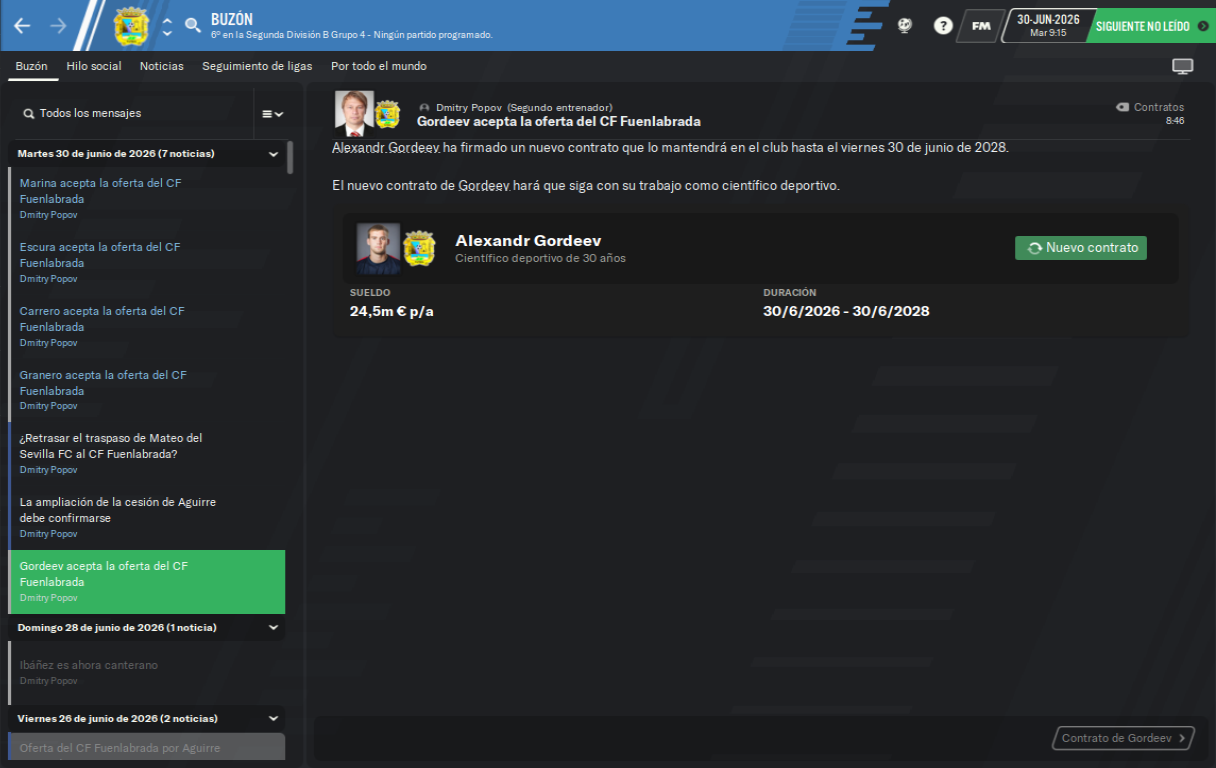 BUZÓN
6º en la Segunda División B Grupo 4 - Ningún partido programado.
?
FM
30-JUN-2026
Mar 9:15
SIGUIENTE NO LEÍDO
Buzón
Hilo social
Noticias
Seguimiento de ligas
Por todo el mundo
Todos los mensajes
Martes 30 de junio de 2026 (7 noticias)
Marina acepta la oferta del CF
Fuenlabrada
Dmitry Popov
Escura acepta la oferta del CF
Fuenlabrada
Dmitry Popov
Carrero acepta la oferta del CF
Fuenlabrada
Dmitry Popov
Granero acepta la oferta del CF
Fuenlabrada
Dmitry Popov
¿Retrasar el traspaso de Mateo del
Sevilla FC al CF Fuenlabrada?
Dmitry Popov
La ampliación de la cesión de Aguirre
debe confirmarse
Dmitry Popov
Gordeev acepta la oferta del CF
Fuenlabrada
Dmitry Popov
Domingo 28 de junio de 2026 (1 noticia)
Ibáñez es ahora canterano
Dmitry Popov
Viernes 26 de junio de 2026 (2 noticias)
Oferta del CF Fuenlabrada por Aguirre
Dmitry Popov (Segundo entrenador)
Gordeev acepta la oferta del CF Fuenlabrada
Contratos
8:46
Alexandr Gordeev ha firmado un nuevo contrato que lo mantendrá en el club hasta el viernes 30 de junio de 2028.
El nuevo contrato de Gordeev hará que siga con su trabajo como científico deportivo.
Alexandr Gordeev
Científico deportivo de 30 años
Nuevo contrato
SUELDO
24,5m € p/a
DURACIÓN
30/6/2026 - 30/6/2028
Contrato de Gordeev